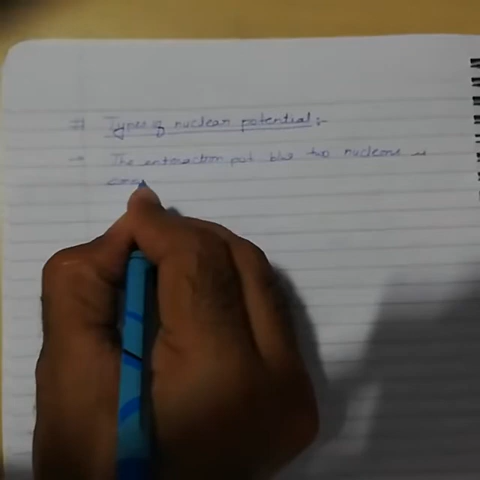 # Types of nuclear potential :-
→ The interaction pot b/w two nucleons is